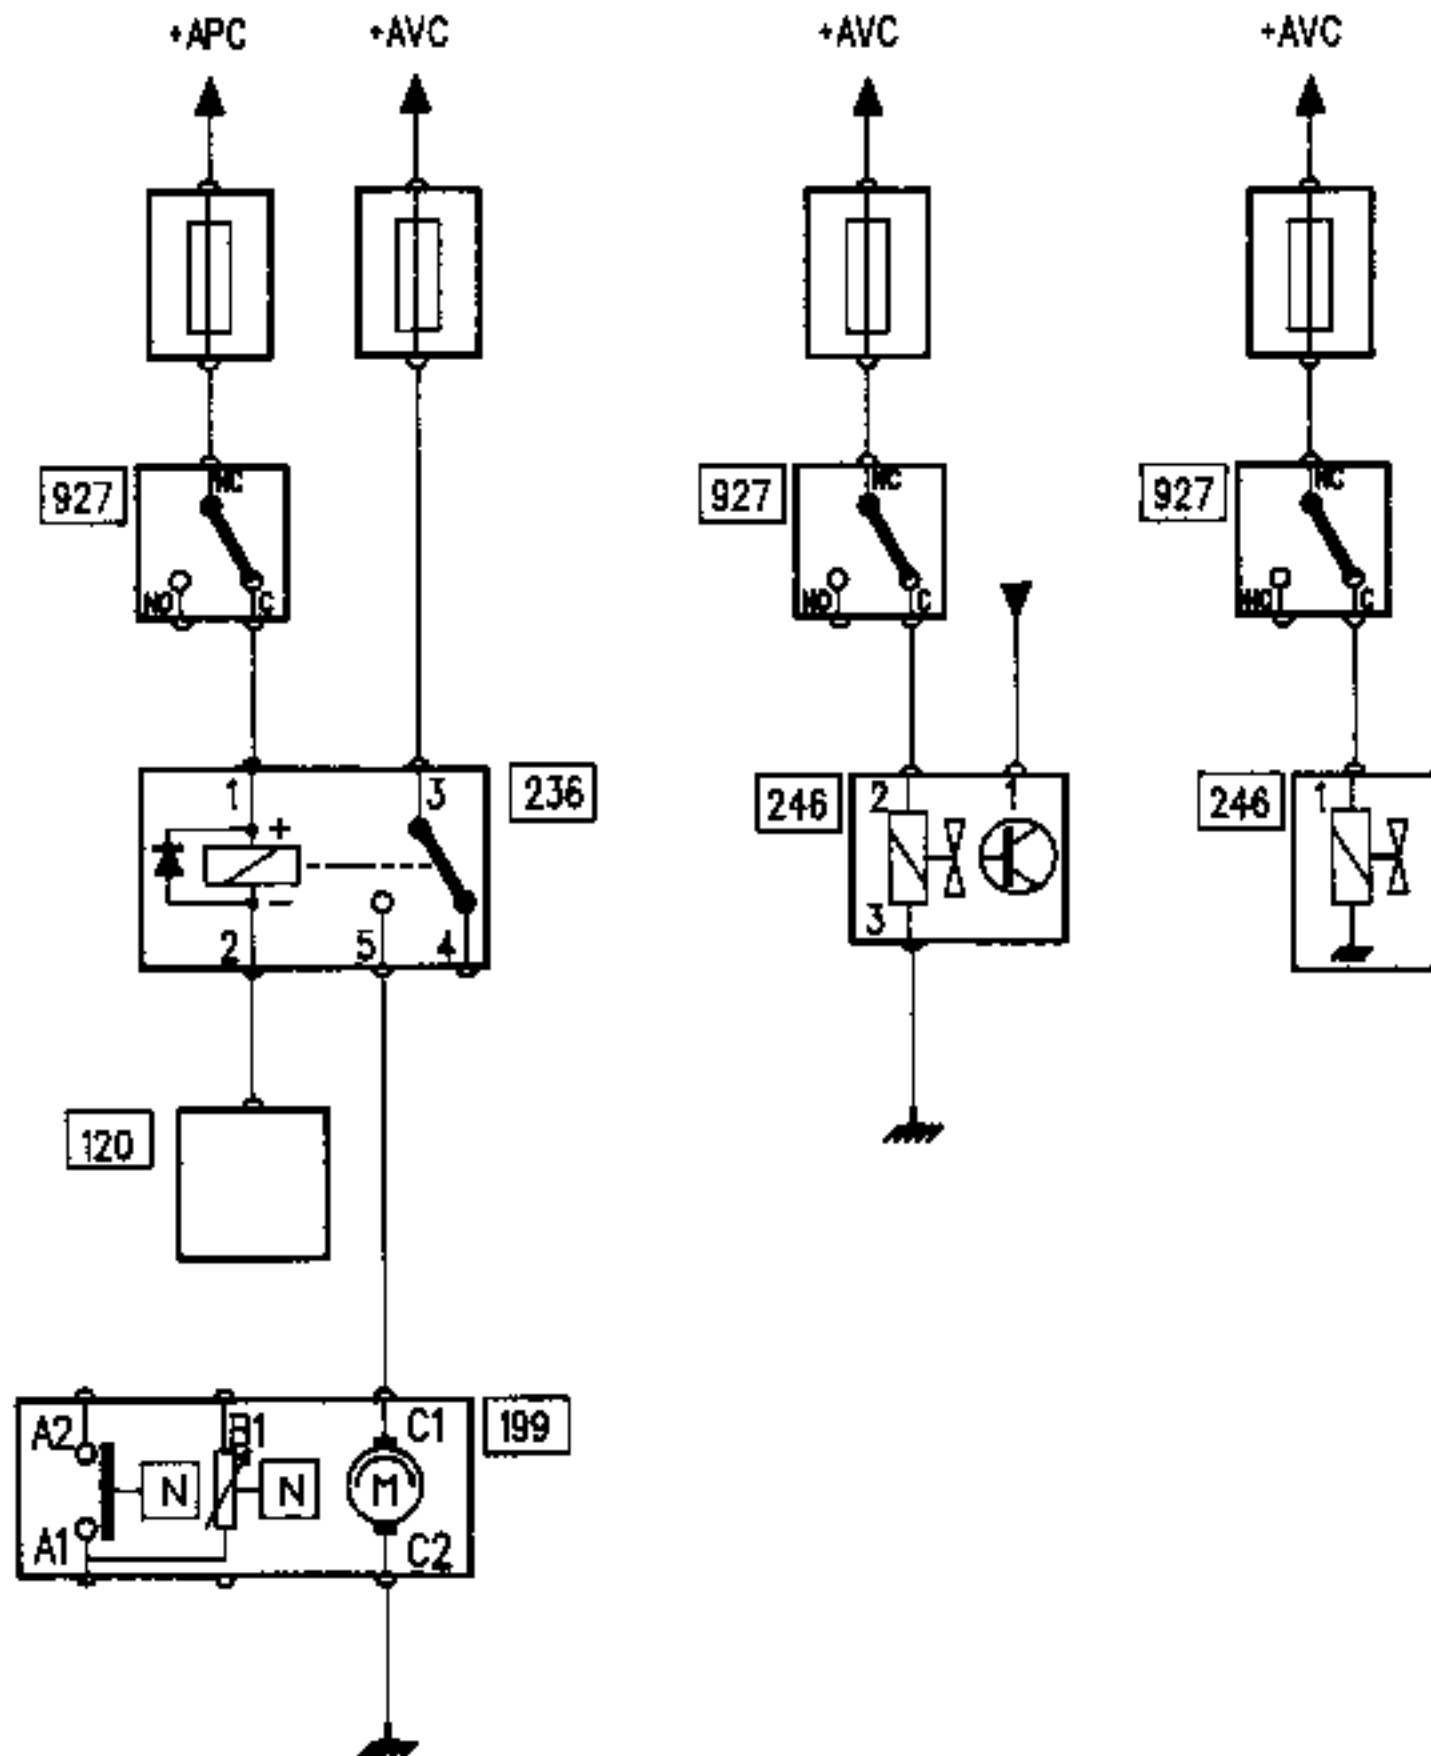 +APC +AVC +AVC +AVC
927 NC NO C
927 NC NO C
927 NC C
236 1 3 + - 2 5 4
246 2 1 3
246 1
120
199 A2 B1 C1
N N M
A1 C2